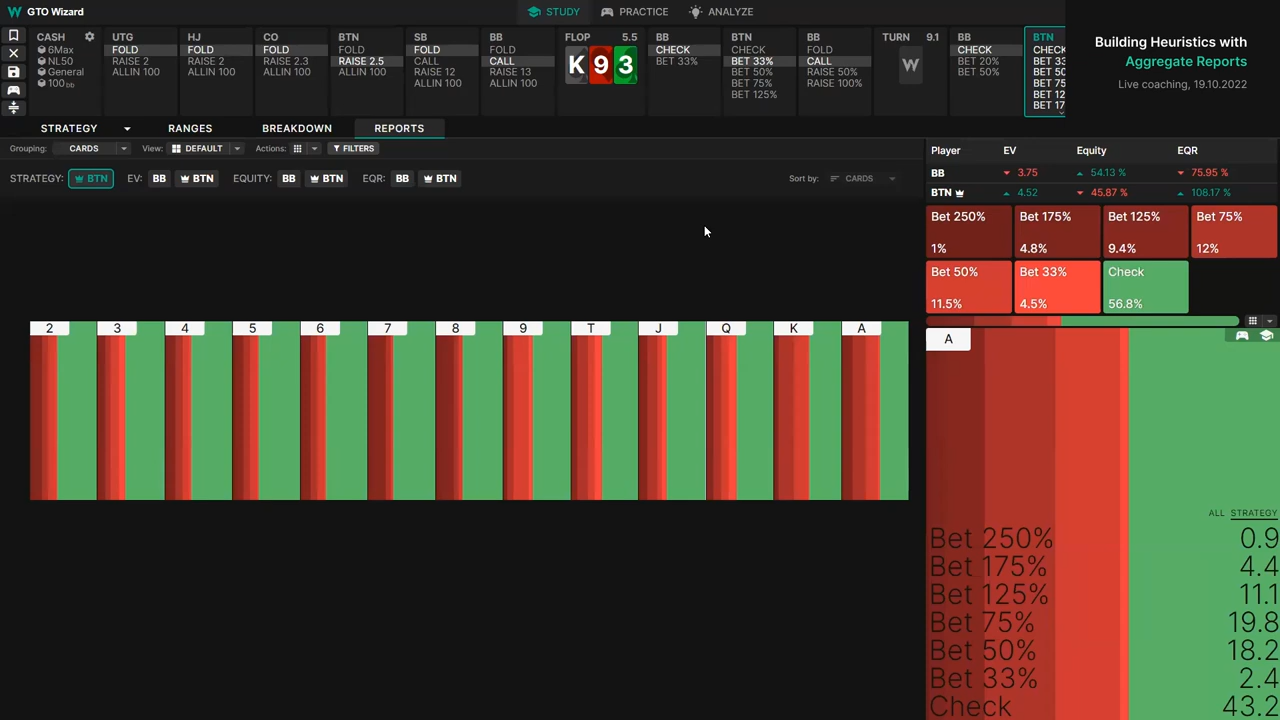 GTO Wizard
STUDY
PRACTICE
ANALYZE
CASH
6Max
NL50
General
100bb
UTG
FOLD
RAISE 2
ALLIN 100
HJ
FOLD
RAISE 2
ALLIN 100
CO
FOLD
RAISE 2.3
ALLIN 100
BTN
FOLD
RAISE 2.5
ALLIN 100
SB
FOLD
CALL
RAISE 12
ALLIN 100
BB
FOLD
CALL
RAISE 13
ALLIN 100
FLOP 5.5
K 9 3
BB
CHECK
BET 33%
BTN
CHECK
BET 33%
BET 50%
BET 75%
BET 125%
BB
FOLD
CALL
RAISE 50%
RAISE 100%
TURN 9.1
BB
CHECK
BET 20%
BET 50%
BTN
CHECK
BET 33
BET 50
BET 75
BET 12
BET 17
Building Heuristics with
Aggregate Reports
Live coaching, 19.10.2022
STRATEGY
RANGES
BREAKDOWN
REPORTS
Grouping: CARDS
View: DEFAULT
Actions:
FILTERS
STRATEGY: BTN EV: BB BTN EQUITY: BB BTN EQR: BB BTN
Sort by: CARDS
2 3 4 5 6 7 8 9 T J Q K A
Player EV Equity EQR
BB 3.75 54.13 % 75.95 %
BTN 4.52 45.87 % 108.17 %
Bet 250%
1%
Bet 175%
4.8%
Bet 125%
9.4%
Bet 75%
12%
Bet 50%
11.5%
Bet 33%
4.5%
Check
56.8%
A
ALL STRATEGY
Bet 250% 0.9
Bet 175% 4.4
Bet 125% 11.1
Bet 75% 19.8
Bet 50% 18.2
Bet 33% 2.4
Check 43.2